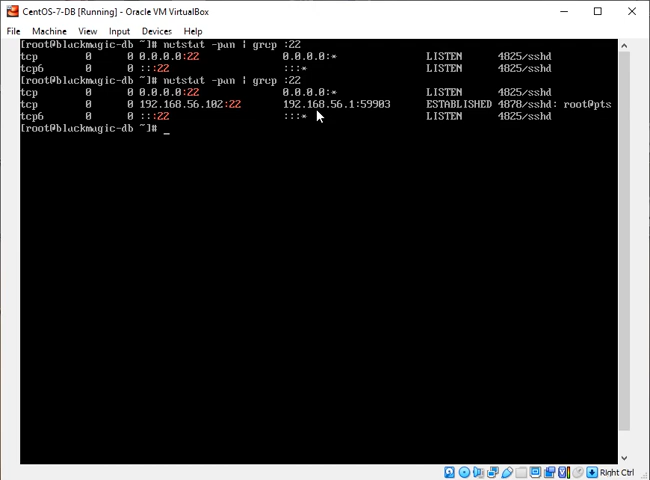 CentOS-7-DB [Running] - Oracle VM VirtualBox
File Machine View Input Devices Help
[root@blackmagic-db ~]# netstat -pan | grep :22
tcp 0 0 0.0.0.0:22 0.0.0.0:* LISTEN 4825/sshd
tcp6 0 0 :::22 :::* LISTEN 4825/sshd
[root@blackmagic-db ~]# netstat -pan | grep :22
tcp 0 0 0.0.0.0:22 0.0.0.0:* LISTEN 4825/sshd
tcp 0 0 192.168.56.102:22 192.168.56.1:59903 ESTABLISHED 4878/sshd: root@pts
tcp6 0 0 :::22 :::* LISTEN 4825/sshd
[root@blackmagic-db ~]# _
Right Ctrl